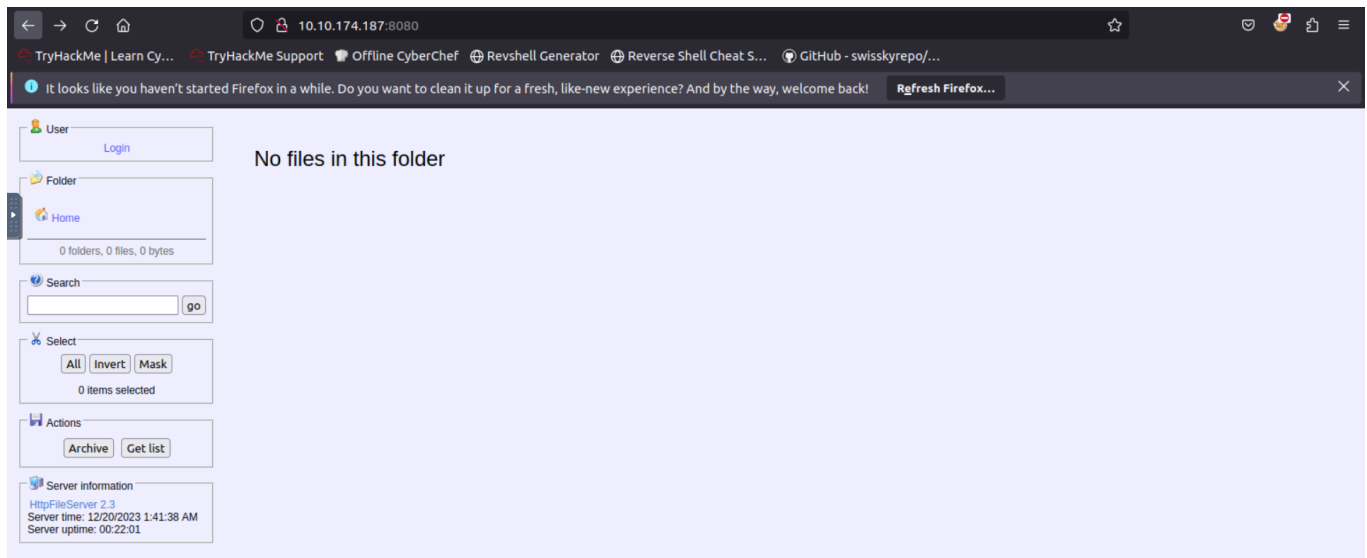 10.10.174.187:8080
TryHackMe | Learn Cy... TryHackMe Support Offline CyberChef Revshell Generator Reverse Shell Cheat S... GitHub - swisskyrepo/...
It looks like you haven't started Firefox in a while. Do you want to clean it up for a fresh, like-new experience? And by the way, welcome back! Refresh Firefox...
User
Login
No files in this folder
Folder
Home
0 folders, 0 files, 0 bytes
Search
go
Select
All Invert Mask
0 items selected
Actions
Archive Get list
Server information
HttpFileServer 2.3
Server time: 12/20/2023 1:41:38 AM
Server uptime: 00:22:01